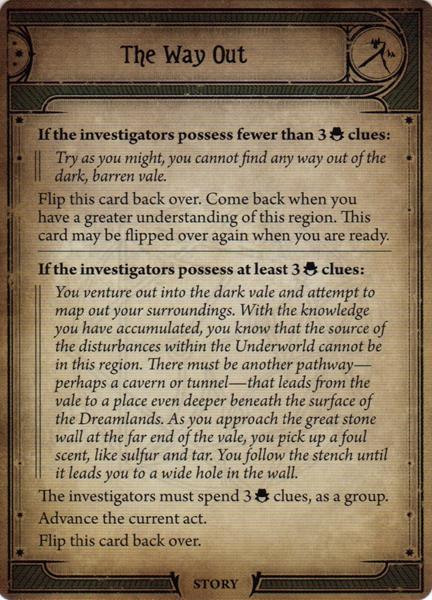 The Way Out
If the investigators possess fewer than 3 clues:
Try as you might, you cannot find any way out of the
dark, barren vale.
Flip this card back over. Come back when you
have a greater understanding of this region. This
card may be flipped over again when you are ready.
If the investigators possess at least 3 clues:
You venture out into the dark vale and attempt to
map out your surroundings. With the knowledge
you have accumulated, you know that the source of
the disturbances within the Underworld cannot be
in this region. There must be another pathway—
perhaps a cavern or tunnel—that leads from the
vale to a place even deeper beneath the surface of
the Dreamlands. As you approach the great stone
wall at the far end of the vale, you pick up a foul
scent, like sulfur and tar. You follow the stench until
it leads you to a wide hole in the wall.
The investigators must spend 3 clues, as a group.
Advance the current act.
Flip this card back over.
STORY